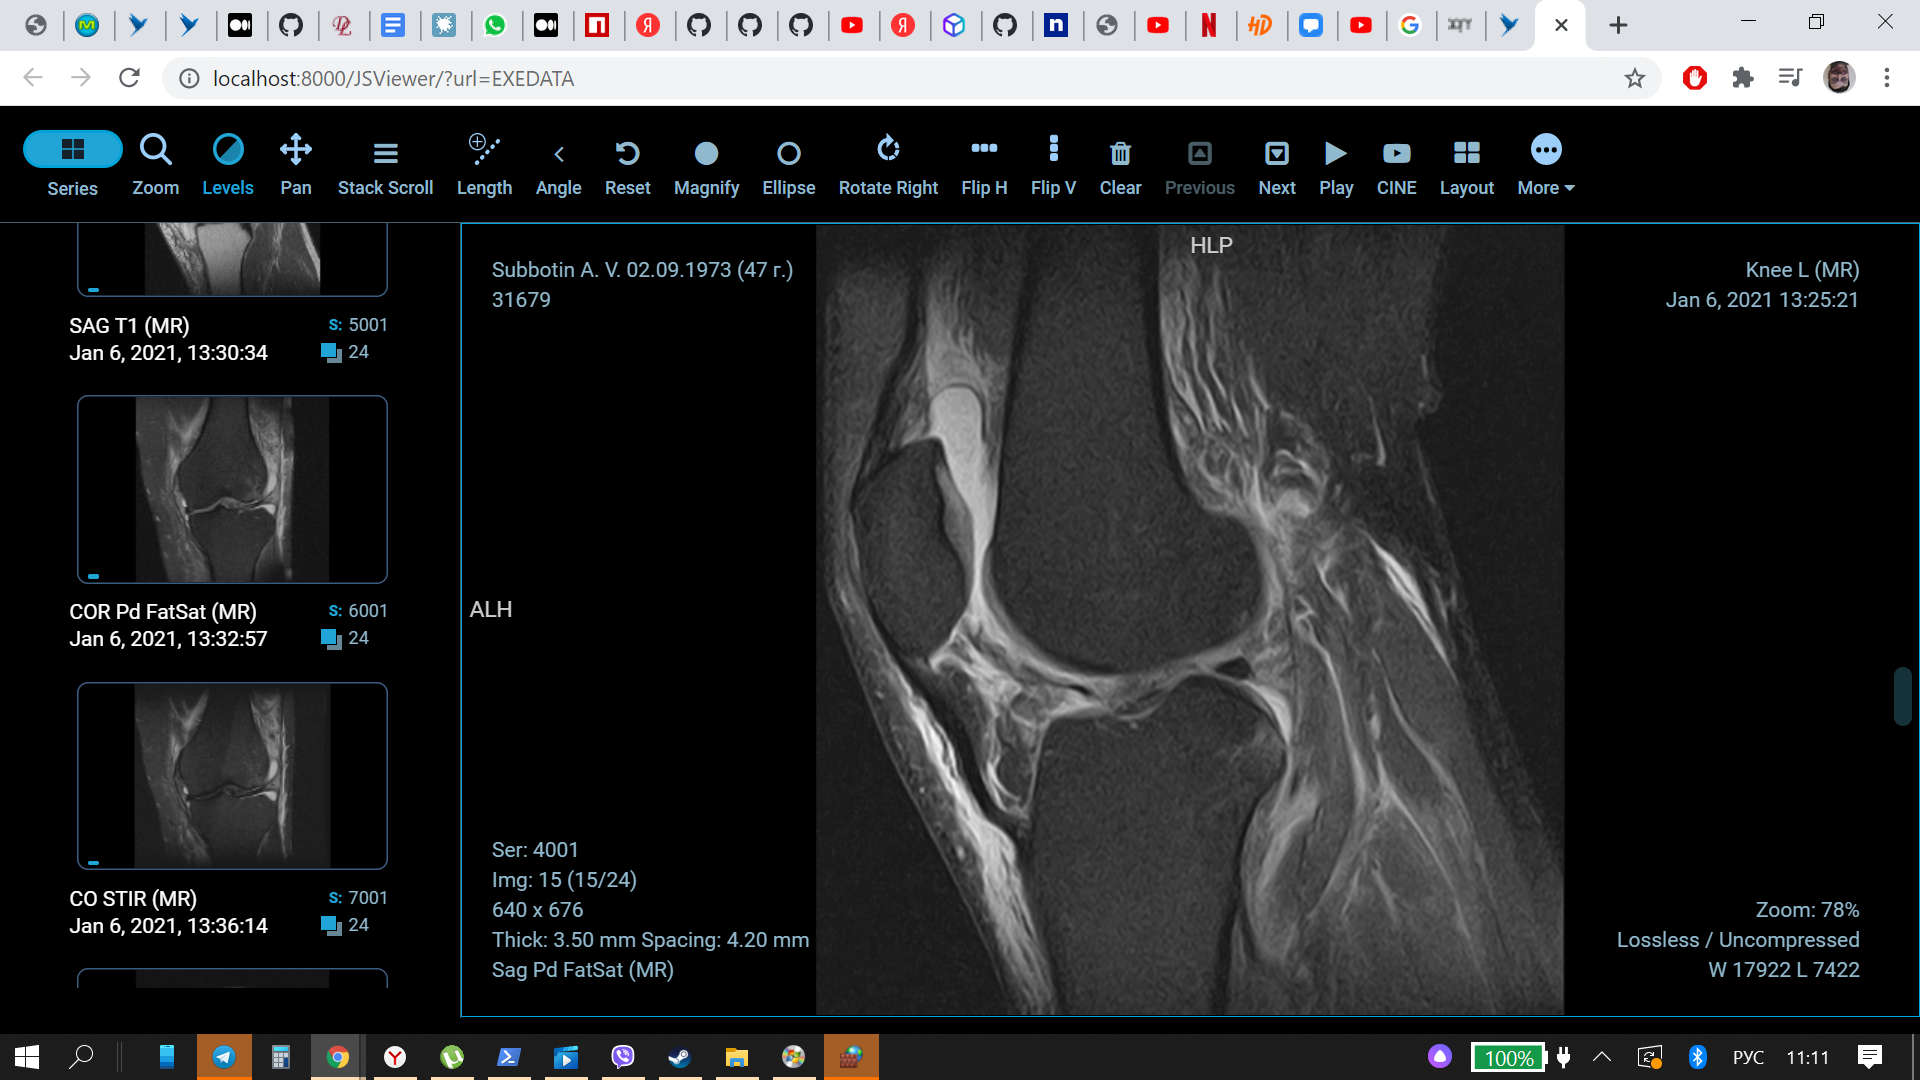 localhost:8000/JSViewer/?url=EXEDATA
Series
Zoom
Levels
Pan
Stack Scroll
Length
Angle
Reset
Magnify
Ellipse
Rotate Right
Flip H
Flip V
Clear
Previous
Next
Play
CINE
Layout
More
SAG T1 (MR)
S: 5001
Jan 6, 2021, 13:30:34
24
COR Pd FatSat (MR)
S: 6001
Jan 6, 2021, 13:32:57
24
CO STIR (MR)
S: 7001
Jan 6, 2021, 13:36:14
24
HLP
Subbotin A. V. 02.09.1973 (47 г.)
31679
Knee L (MR)
Jan 6, 2021 13:25:21
ALH
Ser: 4001
Img: 15 (15/24)
640 x 676
Thick: 3.50 mm Spacing: 4.20 mm
Sag Pd FatSat (MR)
Zoom: 78%
Lossless / Uncompressed
W 17922 L 7422
100%
РУС
11:11